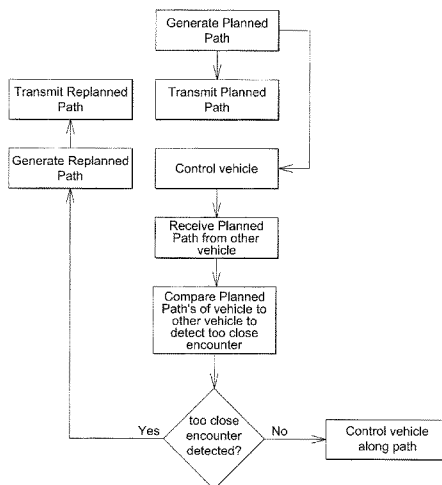 Generate Planned
Path
Transmit Replanned
Path
Transmit Planned
Path
Generate Replanned
Path
Control vehicle
Receive Planned
Path from other
vehicle
Compare Planned
Path's of vehicle to
other vehicle to
detect too close
encounter
too close
encounter
detected?
Yes
No
Control vehicle
along path